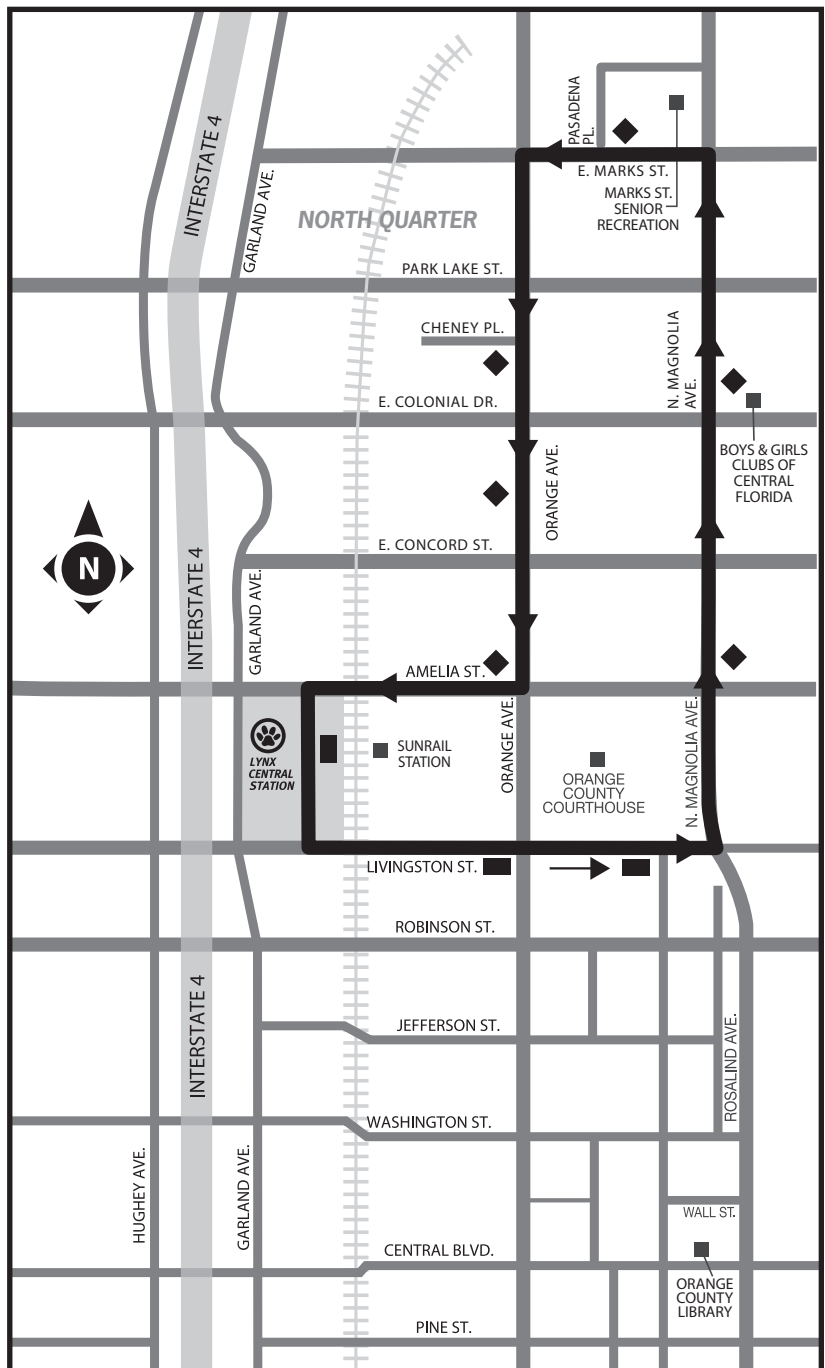 PASADENA
PL.
INTERSTATE 4
E. MARKS ST.
MARKS ST.
SENIOR
RECREATION
GARLAND AVE.
NORTH QUARTER
PARK LAKE ST.
CHENEY PL.
N. MAGNOLIA
AVE.
E. COLONIAL DR.
BOYS & GIRLS
CLUBS OF
CENTRAL
FLORIDA
ORANGE AVE.
N
E. CONCORD ST.
INTERSTATE 4
GARLAND AVE.
AMELIA ST.
LYNX
CENTRAL
STATION
SUNRAIL
STATION
ORANGE AVE.
ORANGE
COUNTY
COURTHOUSE
N. MAGNOLIA AVE.
LIVINGSTON ST.
ROBINSON ST.
INTERSTATE 4
JEFFERSON ST.
ROSALIND AVE.
WASHINGTON ST.
HUGHEY AVE.
GARLAND AVE.
WALL ST.
CENTRAL BLVD.
ORANGE
COUNTY
LIBRARY
PINE ST.